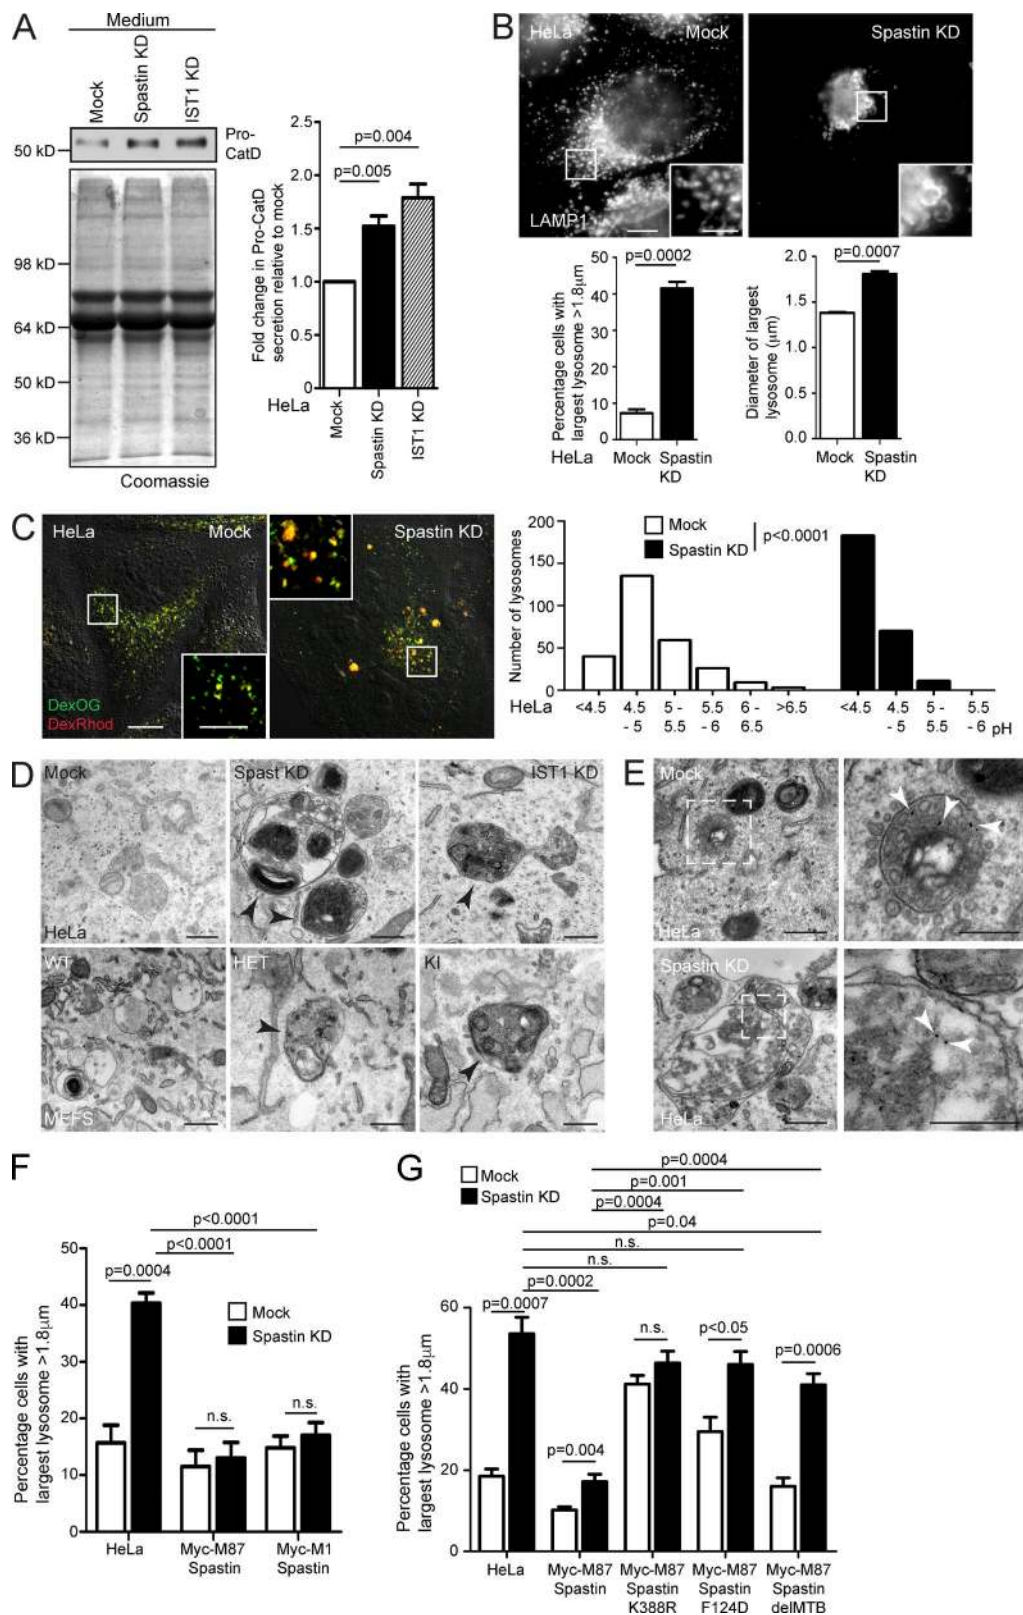 A
Medium
Mock
Spastin KD
IST1 KD
50 kD
Pro-
CatD
98 kD
64 kD
50 kD
36 kD
Coomassie
Fold change in Pro-CatD
secretion relative to mock
2.5
2.0
1.5
1.0
0.5
0.0
p=0.004
p=0.005
HeLa
Mock
Spastin KD
IST1 KD
B
HeLa
Mock
Spastin KD
LAMP1
Percentage cells with
largest lysosome >1.8μm
50
40
30
20
10
0
p=0.0002
HeLa
Mock Spastin
KD
Diameter of largest
lysosome (μm)
2.0
1.5
1.0
0.5
0.0
p=0.0007
Mock Spastin
KD
C
HeLa
Mock
Spastin KD
DexOG
DexRhod
Number of lysosomes
200
150
100
50
0
Mock
Spastin KD
p<0.0001
HeLa
<4.5
4.5
- 5
5 -
5.5
5.5
- 6
6 -
6.5
>6.5
<4.5
4.5
- 5
5 -
5.5
5.5
- 6
pH
D
Mock
Spast KD
IST1 KD
HeLa
WT
HET
KI
MEFS
E
Mock
HeLa
Spastin KD
HeLa
F
Percentage cells with
largest lysosome >1.8μm
50
40
30
20
10
0
p<0.0001
p<0.0001
p=0.0004
Mock
Spastin KD
n.s.
n.s.
HeLa
Myc-M87
Spastin
Myc-M1
Spastin
G
Mock
Spastin KD
p=0.0004
p=0.001
p=0.0004
p=0.04
n.s.
n.s.
p=0.0002
p=0.0007
p=0.004
n.s.
p<0.05
p=0.0006
Percentage cells with
largest lysosome >1.8μm
60
40
20
0
HeLa
Myc-M87
Spastin
Myc-M87
Spastin
K388R
Myc-M87
Spastin
F124D
Myc-M87
Spastin
delMTB